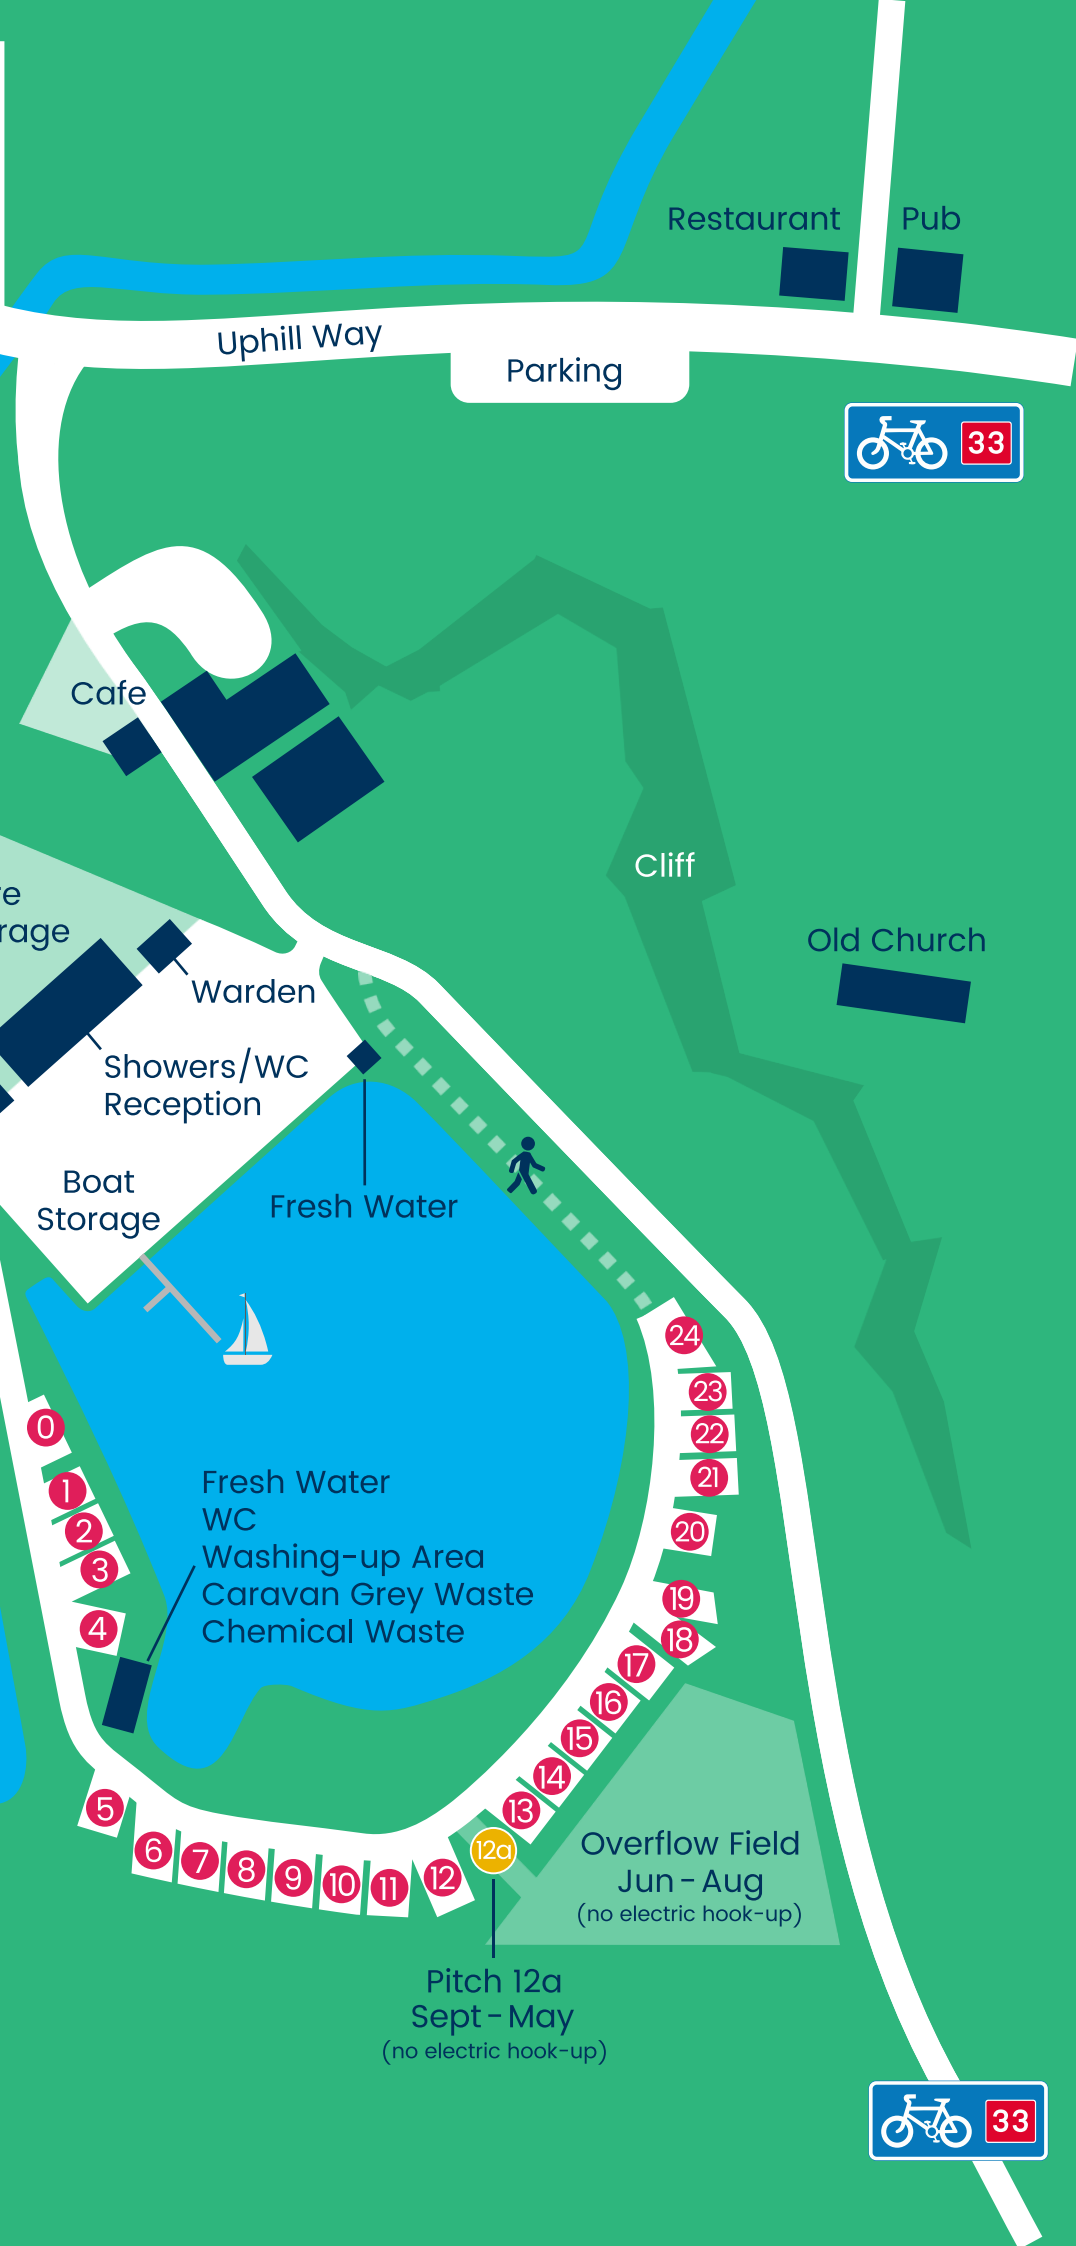 Restaurant
Pub
Uphill Way
Parking
33
Cafe
Cliff
Old Church
Warden
Showers/WC
Reception
Boat
Storage
Fresh Water
24
23
22
21
20
19
18
17
16
15
14
13
12a
12
11
10
9
8
7
6
5
4
3
2
1
0
Fresh Water
WC
Washing-up Area
Caravan Grey Waste
Chemical Waste
Overflow Field
Jun - Aug
(no electric hook-up)
Pitch 12a
Sept - May
(no electric hook-up)
33